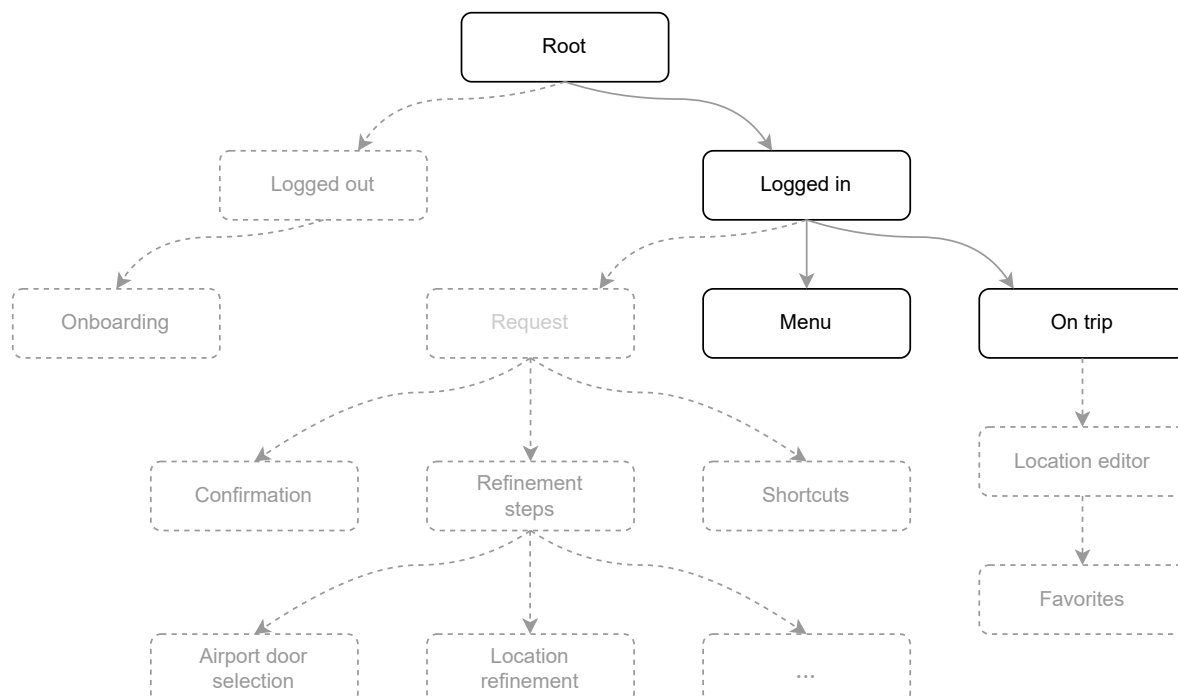 Root
Logged out
Logged in
Onboarding
Request
Menu
On trip
Location editor
Confirmation
Refinement
steps
Shortcuts
Favorites
Airport door
selection
Location
refinement
...